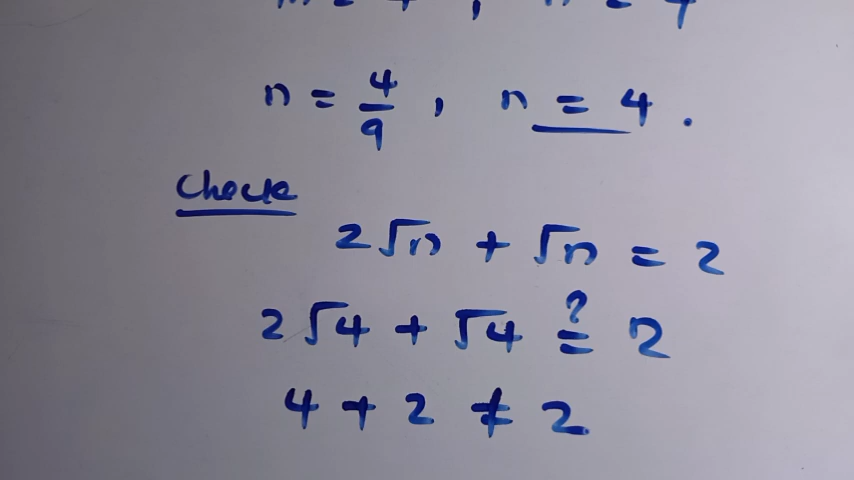 n = 4/9 , n = 4 .
Check
2√n + √n = 2
2√4 + √4 ?= 2
4 + 2 ≠ 2